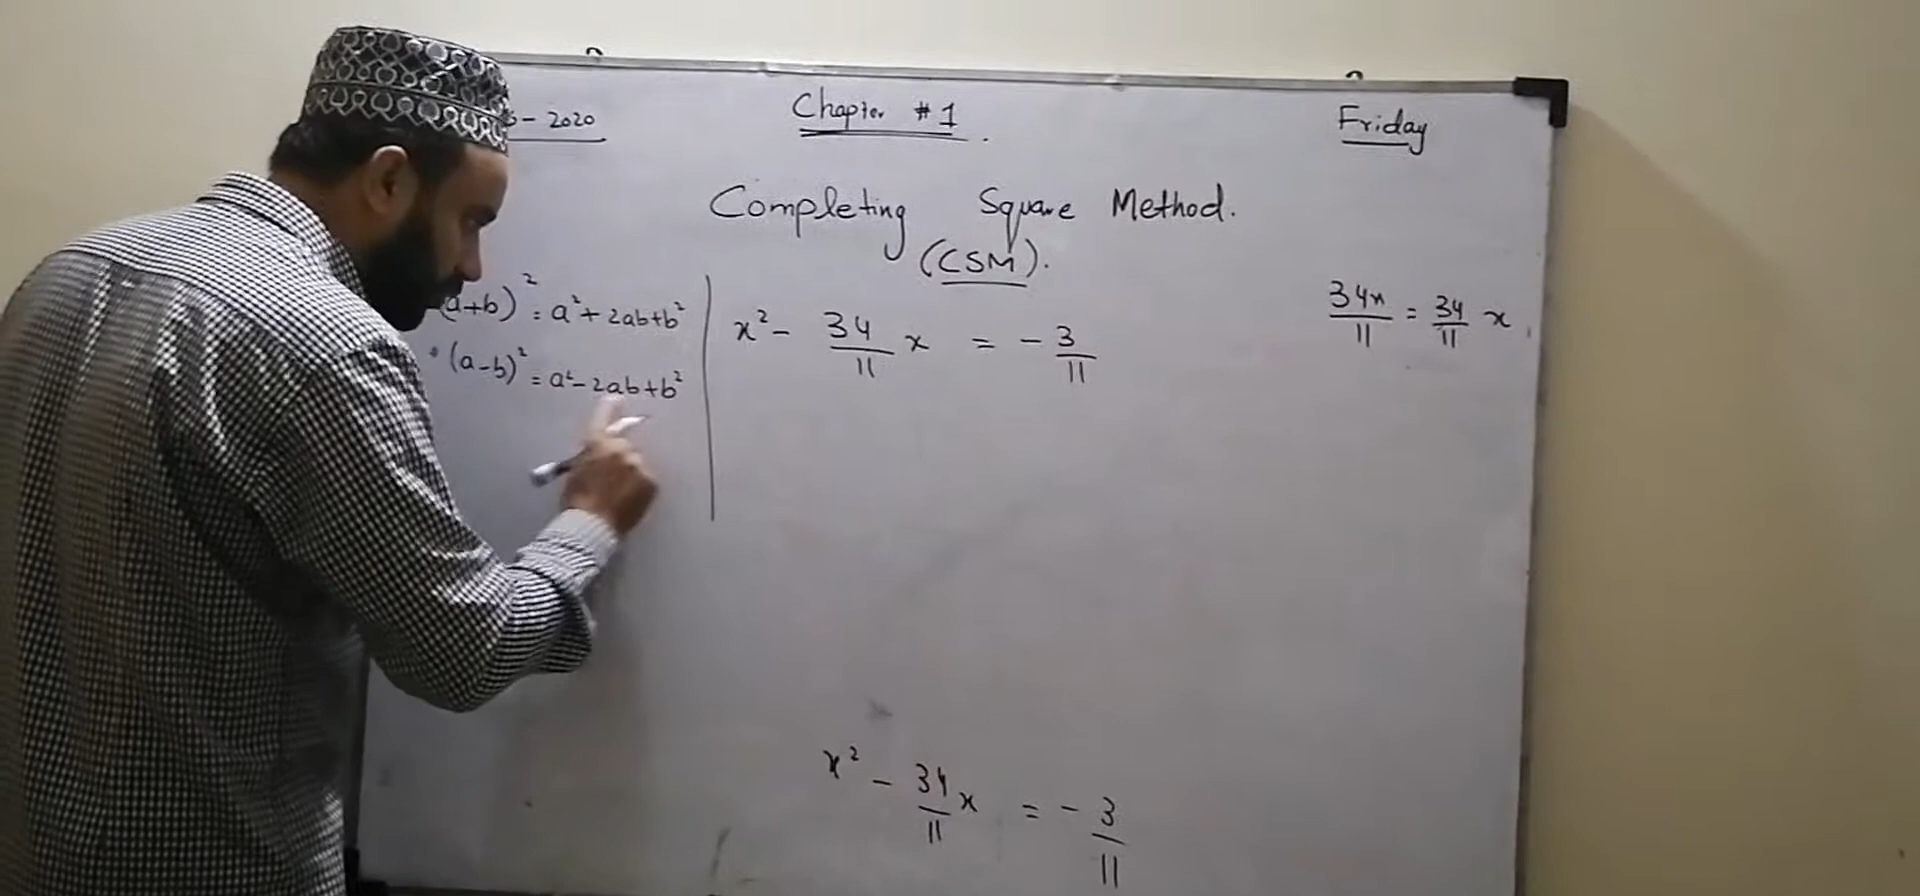 - 2020
Chapter # 1.
Friday
Completing Square Method.
(CSM).
(a+b)² = a² + 2ab+b²
(a-b)² = a² - 2ab+b²
x² - 34/11 x = - 3/11
34x/11 = 34/11 x
x² - 34/11 x = - 3/11